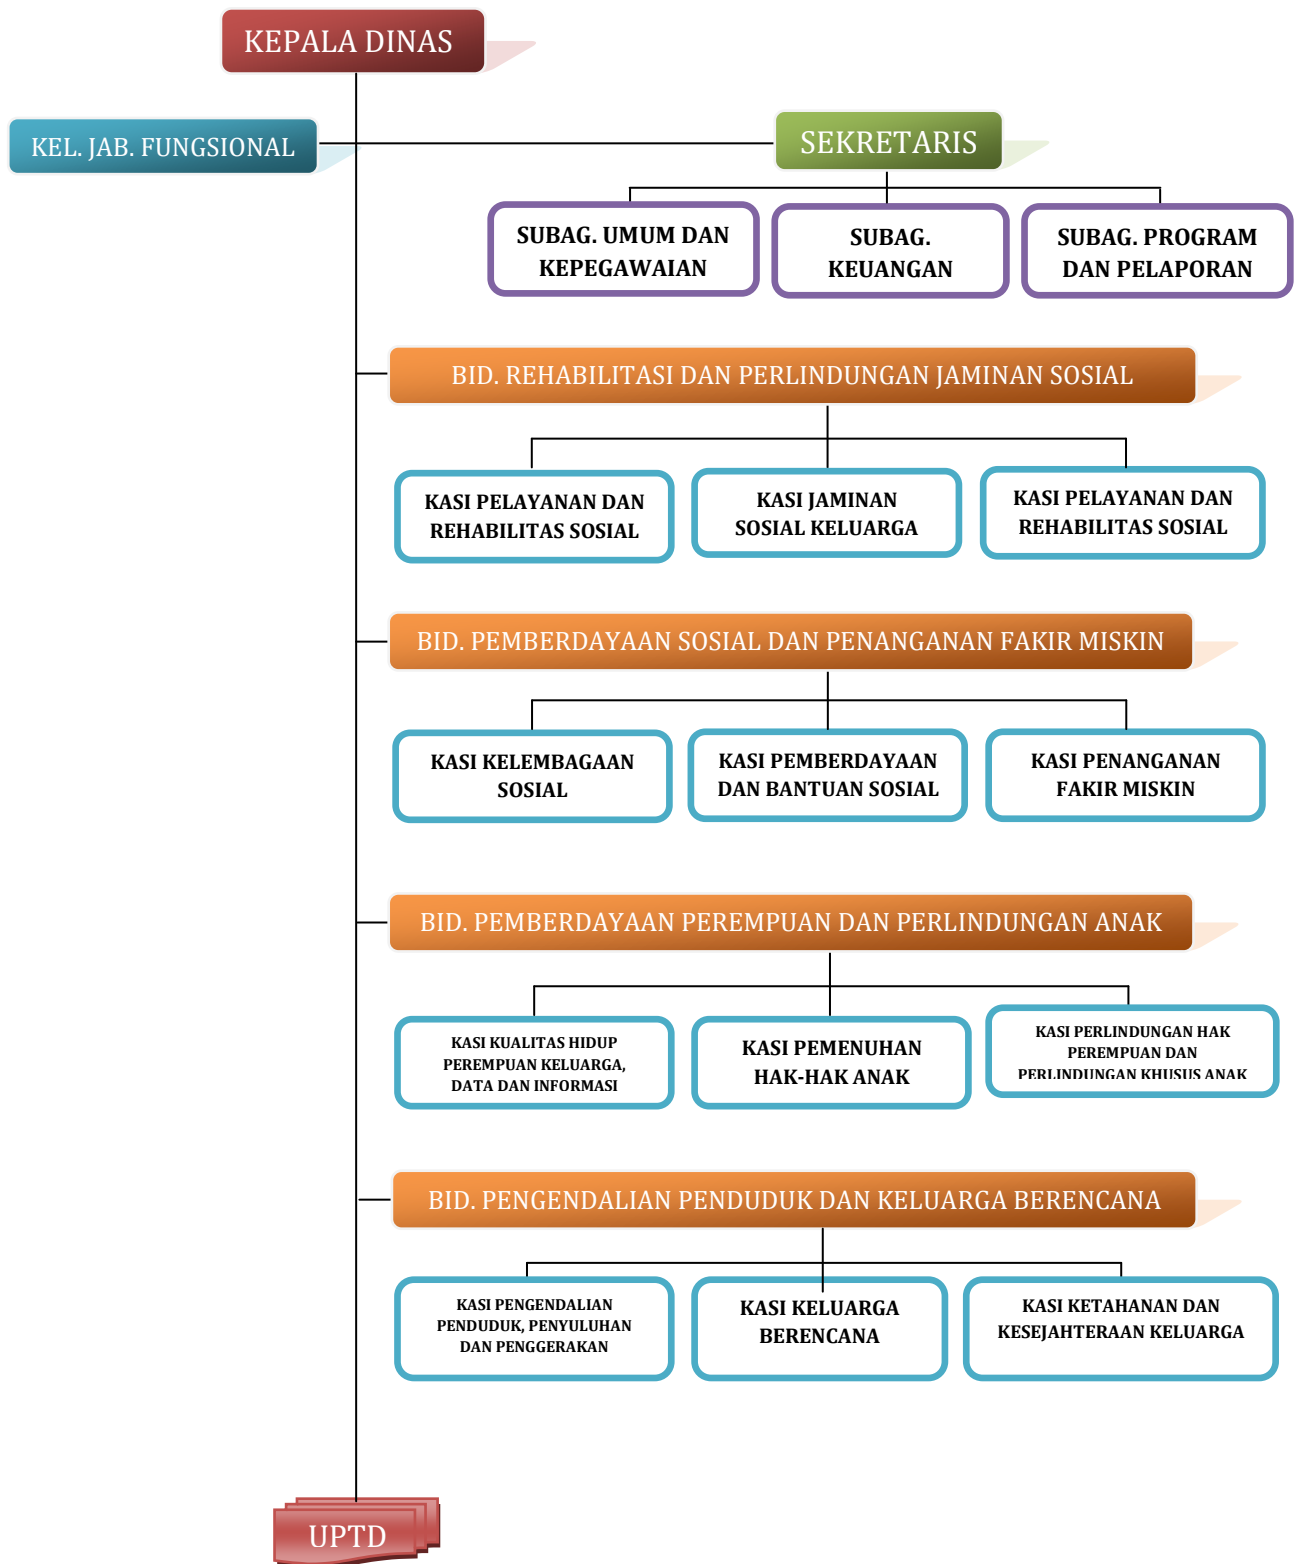 KEPALA DINAS
KEL. JAB. FUNGSIONAL
SEKRETARIS
SUBAG. UMUM DAN
KEPEGAWAIAN
SUBAG.
KEUANGAN
SUBAG. PROGRAM
DAN PELAPORAN
BID. REHABILITASI DAN PERLINDUNGAN JAMINAN SOSIAL
KASI PELAYANAN DAN
REHABILITAS SOSIAL
KASI JAMINAN
SOSIAL KELUARGA
KASI PELAYANAN DAN
REHABILITAS SOSIAL
BID. PEMBERDAYAAN SOSIAL DAN PENANGANAN FAKIR MISKIN
KASI KELEMBAGAAN
SOSIAL
KASI PEMBERDAYAAN
DAN BANTUAN SOSIAL
KASI PENANGANAN
FAKIR MISKIN
BID. PEMBERDAYAAN PEREMPUAN DAN PERLINDUNGAN ANAK
KASI KUALITAS HIDUP
PEREMPUAN KELUARGA,
DATA DAN INFORMASI
KASI PEMENUHAN
HAK-HAK ANAK
KASI PERLINDUNGAN HAK
PEREMPUAN DAN
PERLINDUNGAN KHUSUS ANAK
BID. PENGENDALIAN PENDUDUK DAN KELUARGA BERENCANA
KASI PENGENDALIAN
PENDUDUK, PENYULUHAN
DAN PENGGERAKAN
KASI KELUARGA
BERENCANA
KASI KETAHANAN DAN
KESEJAHTERAAN KELUARGA
UPTD